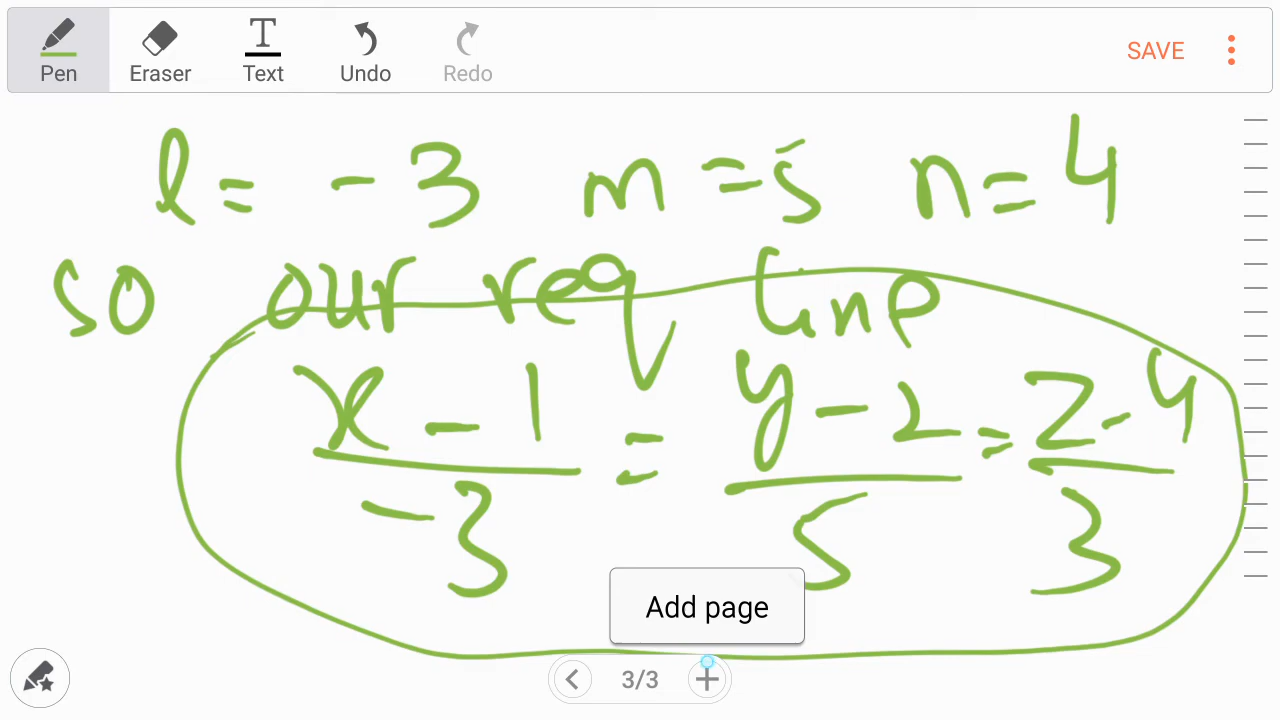 Pen Eraser Text Undo Redo SAVE
l = -3 m = 5 n = 4
so our req line
x - 1 = y - 2 = z - 4
-3 5 3
Add page
3/3